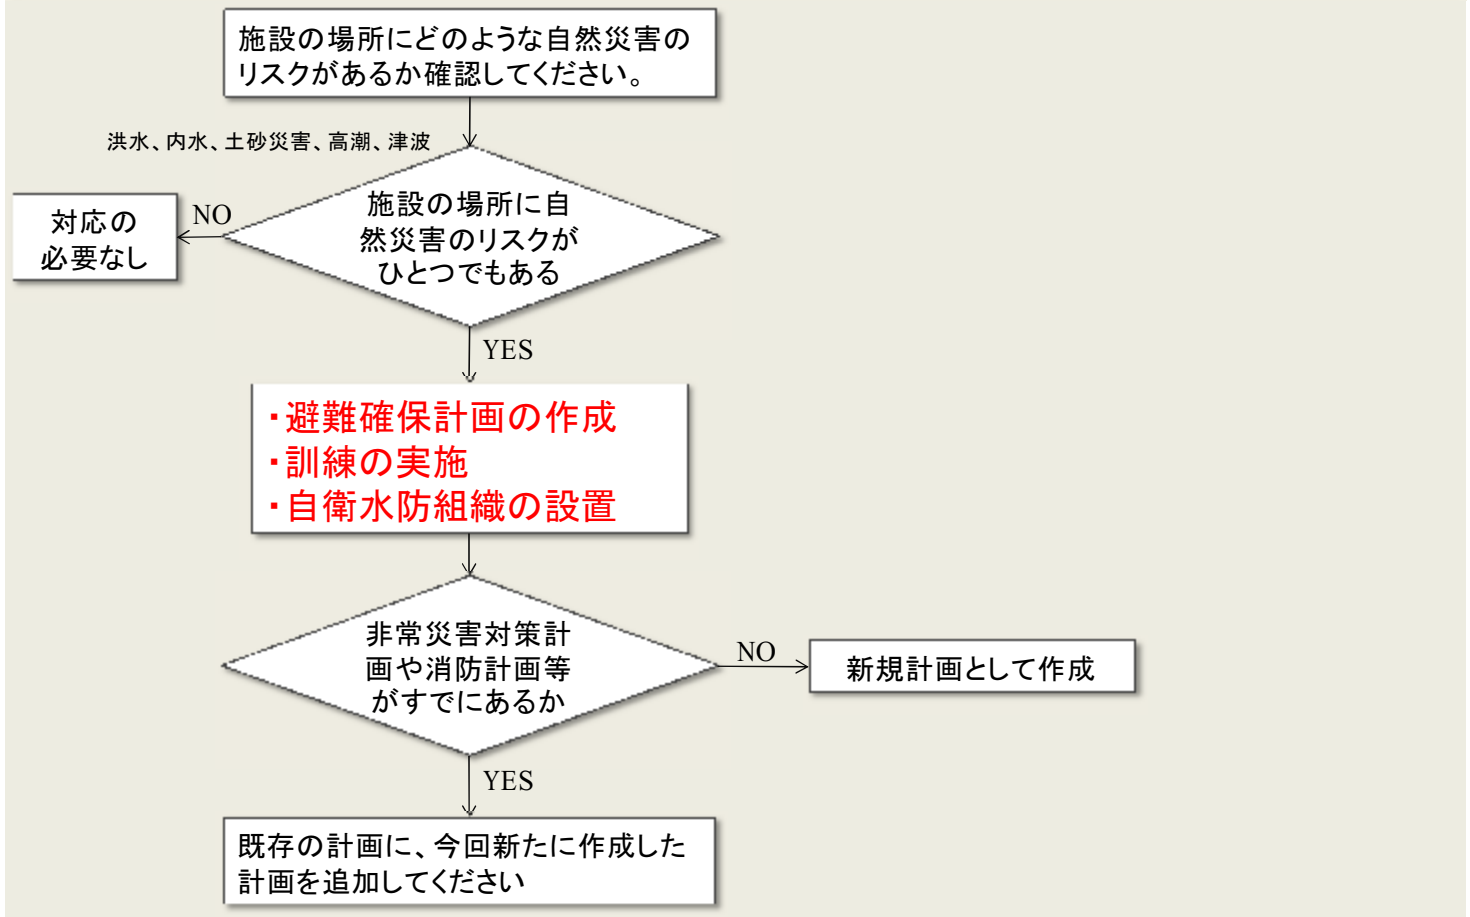 施設の場所にどのような自然災害の
リスクがあるか確認してください。
洪水、内水、土砂災害、高潮、津波
施設の場所に自
然災害のリスクが
ひとつでもある
NO
対応の
必要なし
YES
・避難確保計画の作成
・訓練の実施
・自衛水防組織の設置
非常災害対策計
画や消防計画等
がすでにあるか
NO
新規計画として作成
YES
既存の計画に、今回新たに作成した
計画を追加してください